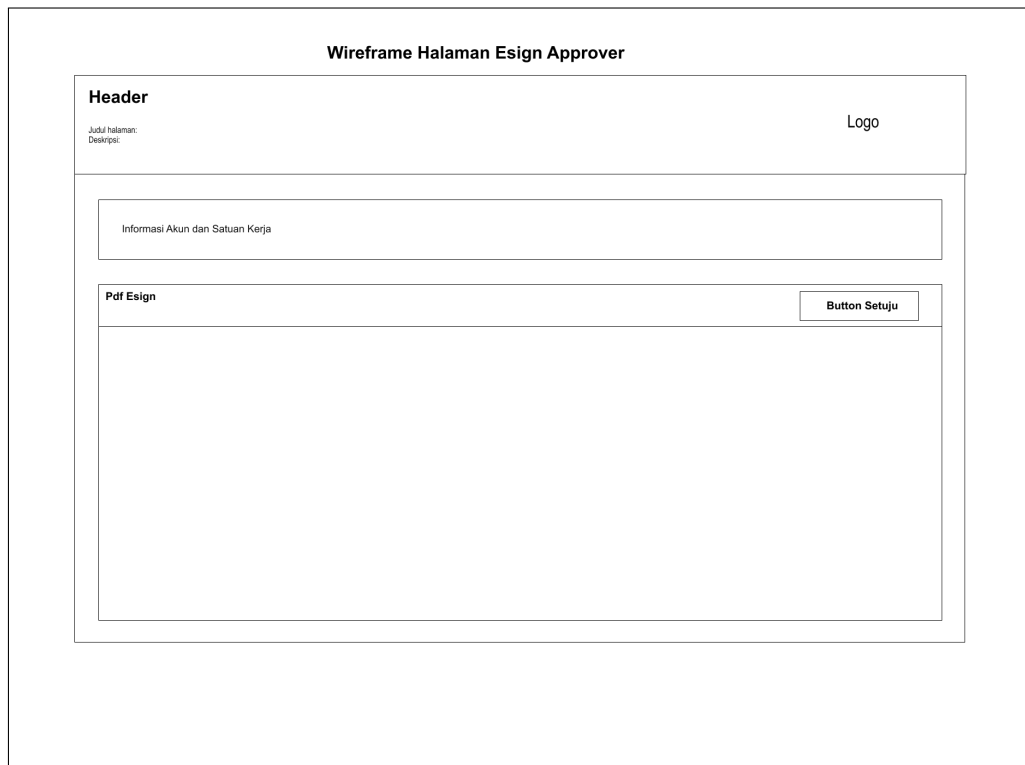 Wireframe Halaman Esign Approver
Header
Logo
Judul halaman:
Deskripsi:
Informasi Akun dan Satuan Kerja
Pdf Esign
Button Setuju